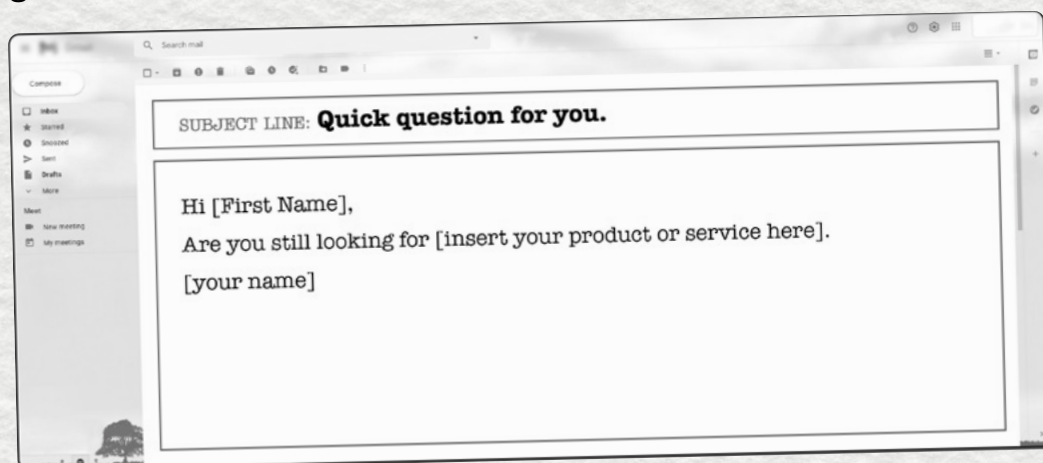 Search mail
Compose
Inbox
Starred
Snoozed
Sent
Drafts
More
Meet
New meeting
My meetings
SUBJECT LINE: Quick question for you.
Hi [First Name],
Are you still looking for [insert your product or service here].
[your name]